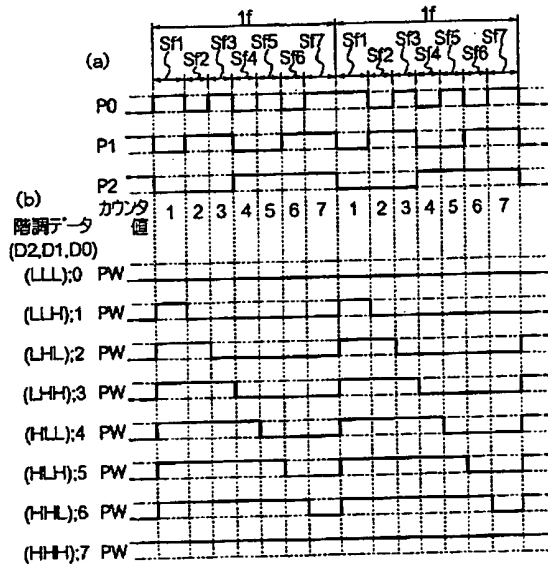 1f 1f
Sf1 Sf3 Sf5 Sf7 Sf1 Sf3 Sf5 Sf7
(a) Sf2 Sf4 Sf6 Sf2 Sf4 Sf6
P0
P1
P2
(b) カウンタ値 1 2 3 4 5 6 7 1 2 3 4 5 6 7
階調データ
(D2,D1,D0)
(LLL);0 PW
(LLH);1 PW
(LHL);2 PW
(LHH);3 PW
(HLL);4 PW
(HLH);5 PW
(HHL);6 PW
(HHH);7 PW